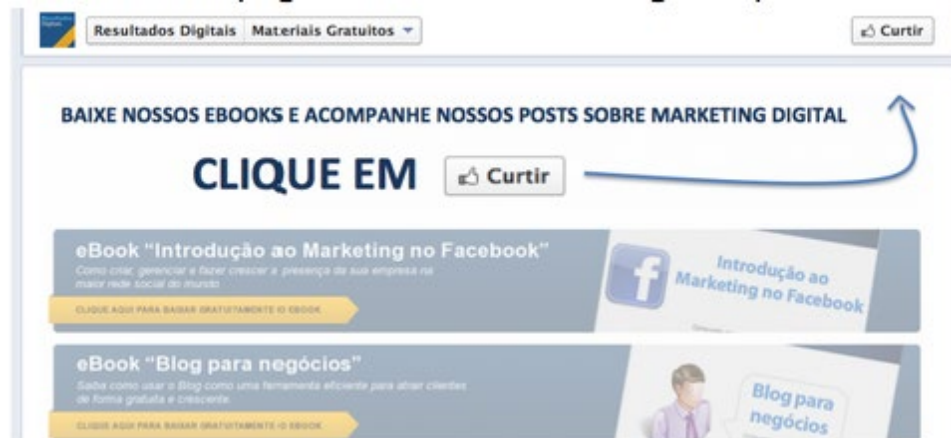 Resultados Digitais Materiais Gratuitos
Curtir
BAIXE NOSSOS EBOOKS E ACOMPANHE NOSSOS POSTS SOBRE MARKETING DIGITAL
CLIQUE EM Curtir
eBook “Introdução ao Marketing no Facebook”
Como criar, gerenciar e fazer crescer a presença da sua empresa na
maior rede social do mundo
CLIQUE AQUI PARA BAIXAR GRATUITAMENTE O EBOOK
Introdução ao
Marketing no Facebook
eBook “Blog para negócios”
Saiba como usar o Blog como uma ferramenta eficiente para atrair clientes
de forma gratuita e crescente.
CLIQUE AQUI PARA BAIXAR GRATUITAMENTE O EBOOK
Blog para
negócios